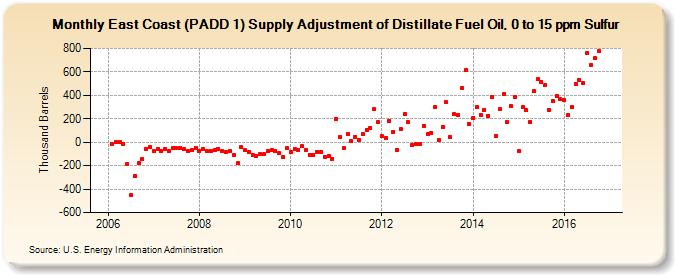 Monthly East Coast (PADD 1) Supply Adjustment of Distillate Fuel Oil, 0 to 15 ppm Sulfur
Thousand Barrels
800
600
400
200
0
-200
-400
-600
2006 2008 2010 2012 2014 2016
Source: U.S. Energy Information Administration